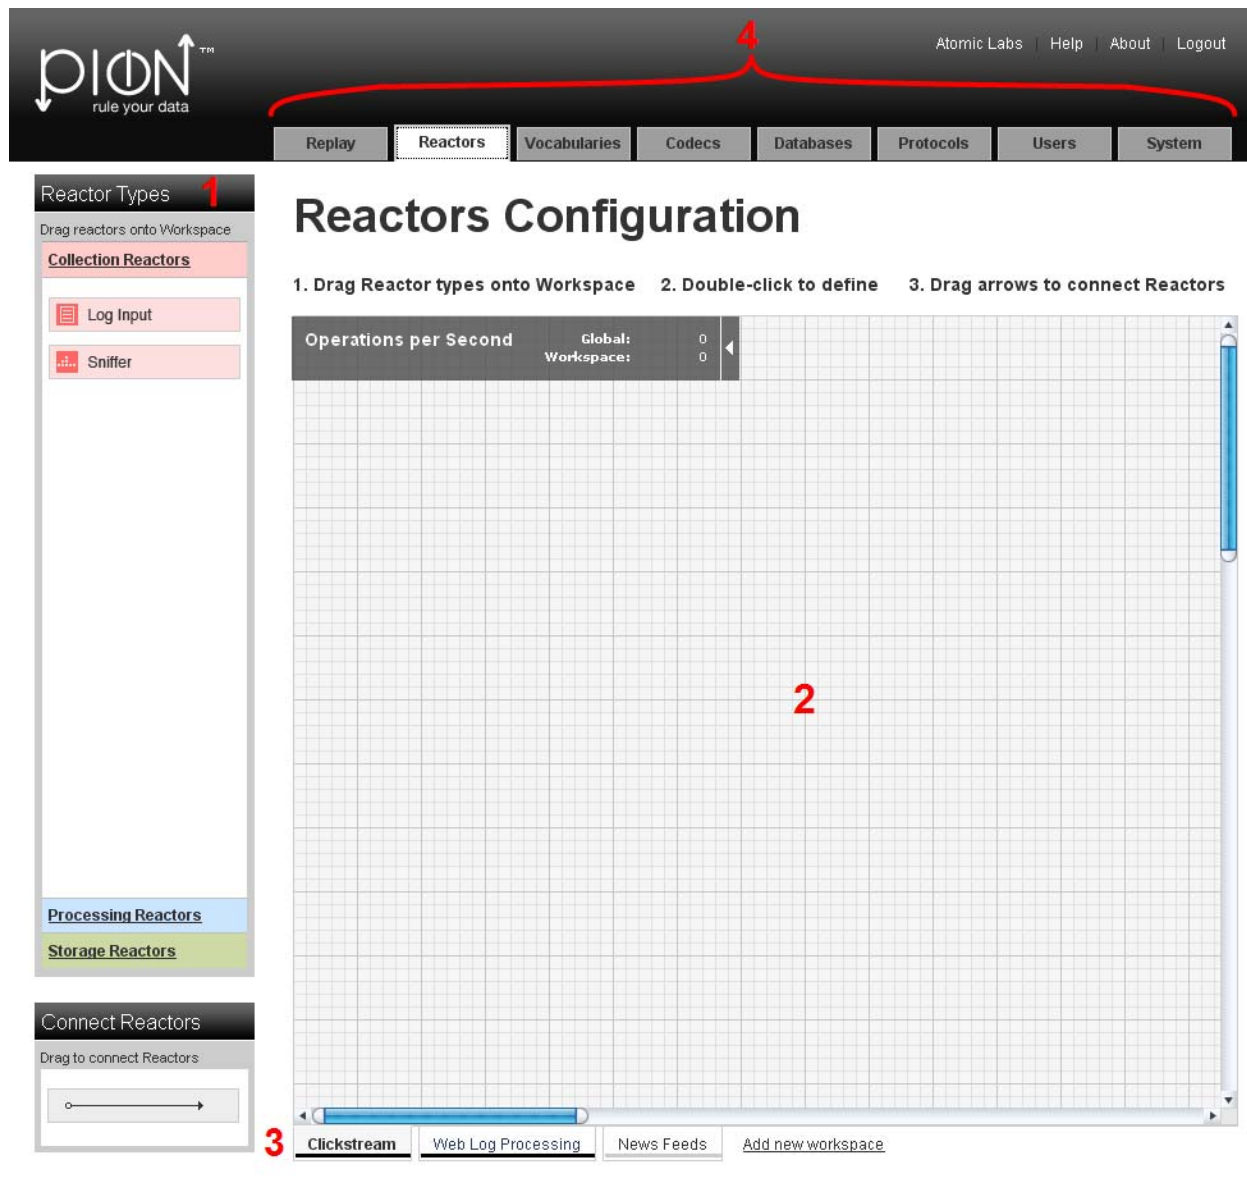 4
Atomic Labs | Help | About | Logout
PION™
rule your data
Replay Reactors Vocabularies Codecs Databases Protocols Users System
Reactor Types 1
Drag reactors onto Workspace
Collection Reactors
Log Input
Sniffer
Processing Reactors
Storage Reactors
Connect Reactors
Drag to connect Reactors
Reactors Configuration
1. Drag Reactor types onto Workspace 2. Double-click to define 3. Drag arrows to connect Reactors
Operations per Second Global: 0
Workspace: 0
2
3
Clickstream Web Log Processing News Feeds Add new workspace